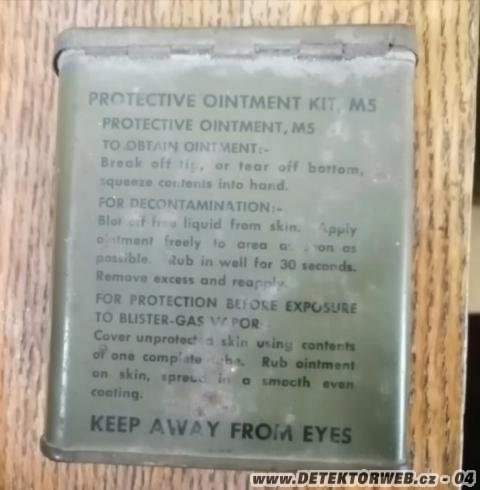 PROTECTIVE OINTMENT KIT, M5
PROTECTIVE OINTMENT, M5
TO OBTAIN OINTMENT:-
Break off tip, or tear off bottom,
squeeze contents into hand.
FOR DECONTAMINATION:-
Blot off free liquid from skin. Apply
ointment freely to area as soon as
possible. Rub in well for 30 seconds.
Remove excess and reapply.
FOR PROTECTION BEFORE EXPOSURE
TO BLISTER-GAS VAPOR:-
Cover unprotected skin using contents
of one complete tube. Rub ointment
on skin, spread in a smooth even
coating.
KEEP AWAY FROM EYES
www.DETEKTORWEB.cz - 04